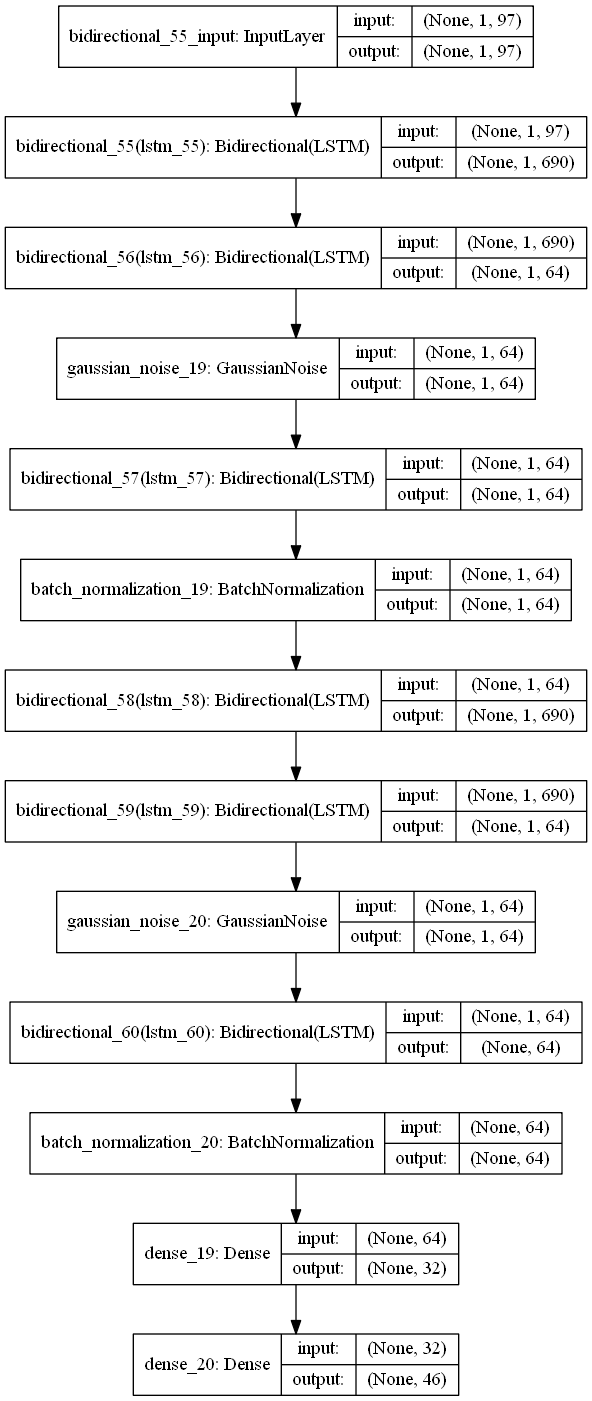 bidirectional_55_input: InputLayer
input: (None, 1, 97)
output: (None, 1, 97)
bidirectional_55(lstm_55): Bidirectional(LSTM)
input: (None, 1, 97)
output: (None, 1, 690)
bidirectional_56(lstm_56): Bidirectional(LSTM)
input: (None, 1, 690)
output: (None, 1, 64)
gaussian_noise_19: GaussianNoise
input: (None, 1, 64)
output: (None, 1, 64)
bidirectional_57(lstm_57): Bidirectional(LSTM)
input: (None, 1, 64)
output: (None, 1, 64)
batch_normalization_19: BatchNormalization
input: (None, 1, 64)
output: (None, 1, 64)
bidirectional_58(lstm_58): Bidirectional(LSTM)
input: (None, 1, 64)
output: (None, 1, 690)
bidirectional_59(lstm_59): Bidirectional(LSTM)
input: (None, 1, 690)
output: (None, 1, 64)
gaussian_noise_20: GaussianNoise
input: (None, 1, 64)
output: (None, 1, 64)
bidirectional_60(lstm_60): Bidirectional(LSTM)
input: (None, 1, 64)
output: (None, 64)
batch_normalization_20: BatchNormalization
input: (None, 64)
output: (None, 64)
dense_19: Dense
input: (None, 64)
output: (None, 32)
dense_20: Dense
input: (None, 32)
output: (None, 46)